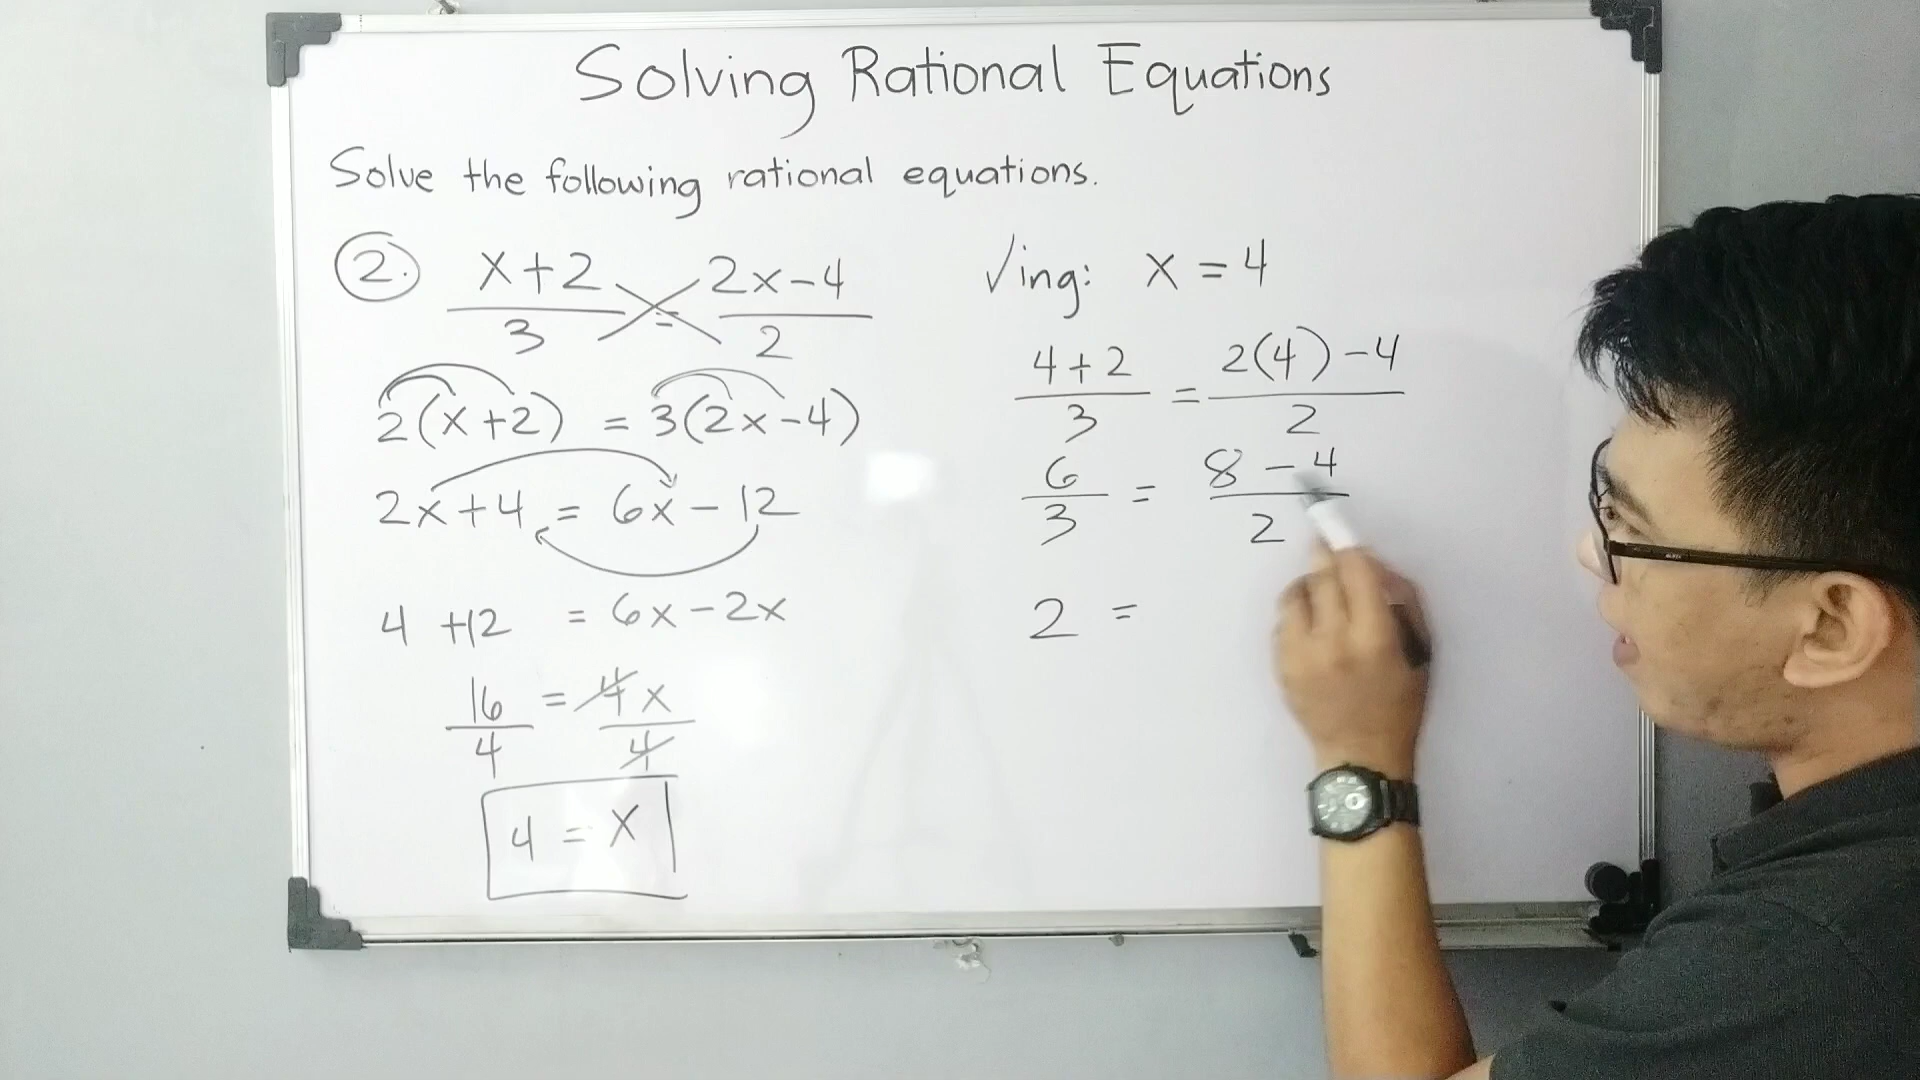 Solving Rational Equations
Solve the following rational equations.
2. x+2/3 = 2x-4/2
2(x+2) = 3(2x-4)
2x+4 = 6x-12
4 +12 = 6x-2x
16/4 = 4x/4
4 = x
√ing: x = 4
4+2/3 = 2(4)-4/2
6/3 = 8-4/2
2 =